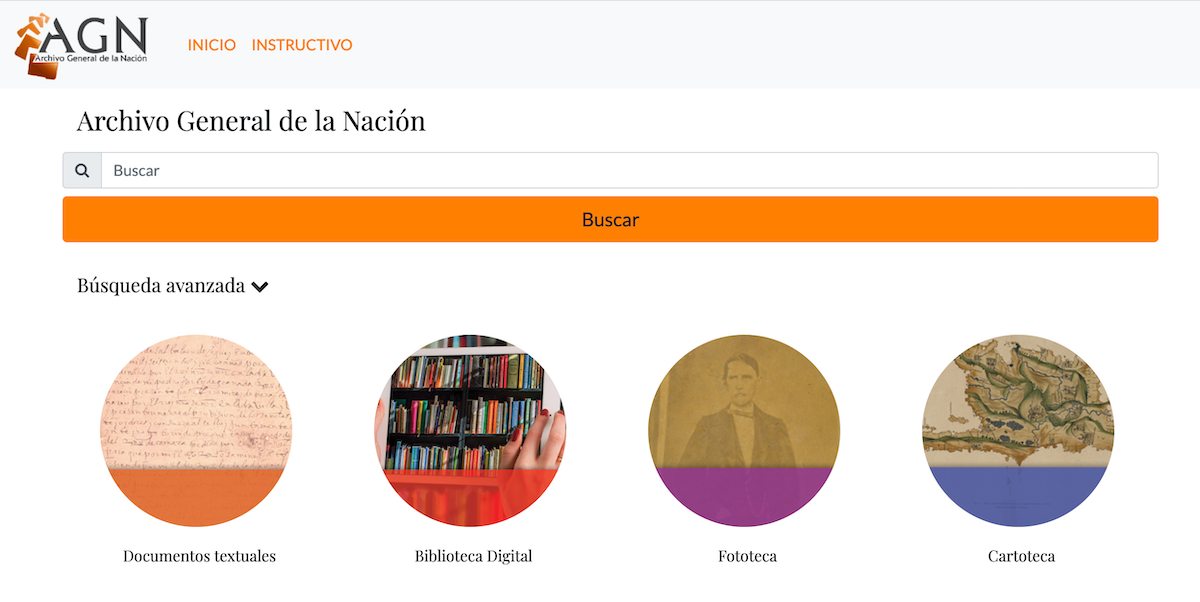 AGN
Archivo General de la Nación
INICIO INSTRUCTIVO
Archivo General de la Nación
Buscar
Buscar
Búsqueda avanzada
Documentos textuales
Biblioteca Digital
Fototeca
Cartoteca